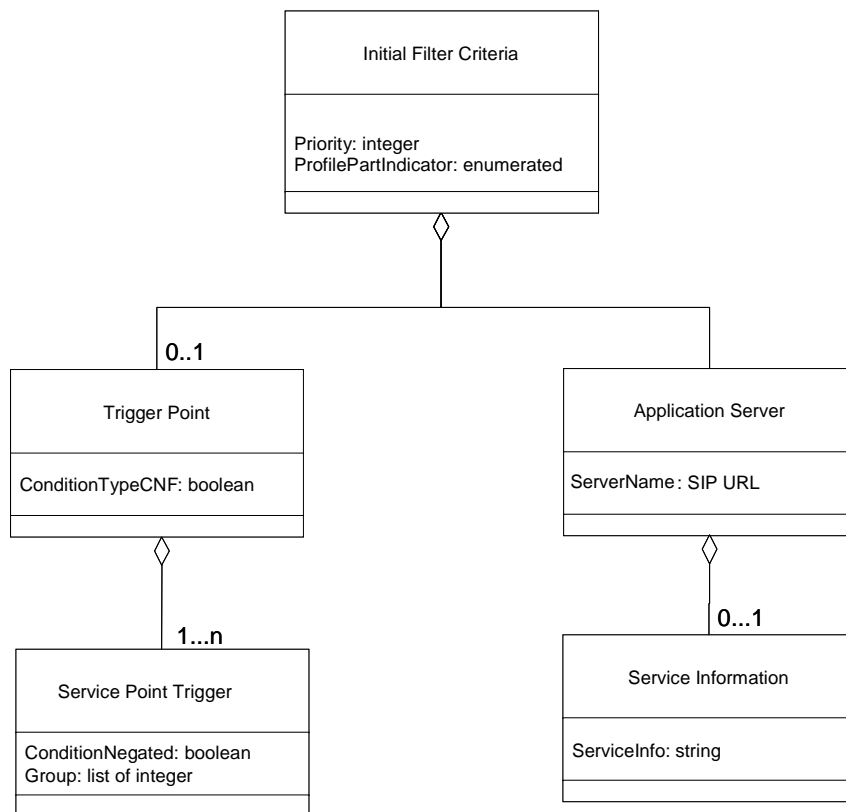 Initial Filter Criteria
Priority: integer
ProfilePartIndicator: enumerated
0..1
Trigger Point
ConditionTypeCNF: boolean
Application Server
ServerName: SIP URL
1...n
Service Point Trigger
ConditionNegated: boolean
Group: list of integer
0...1
Service Information
ServiceInfo: string